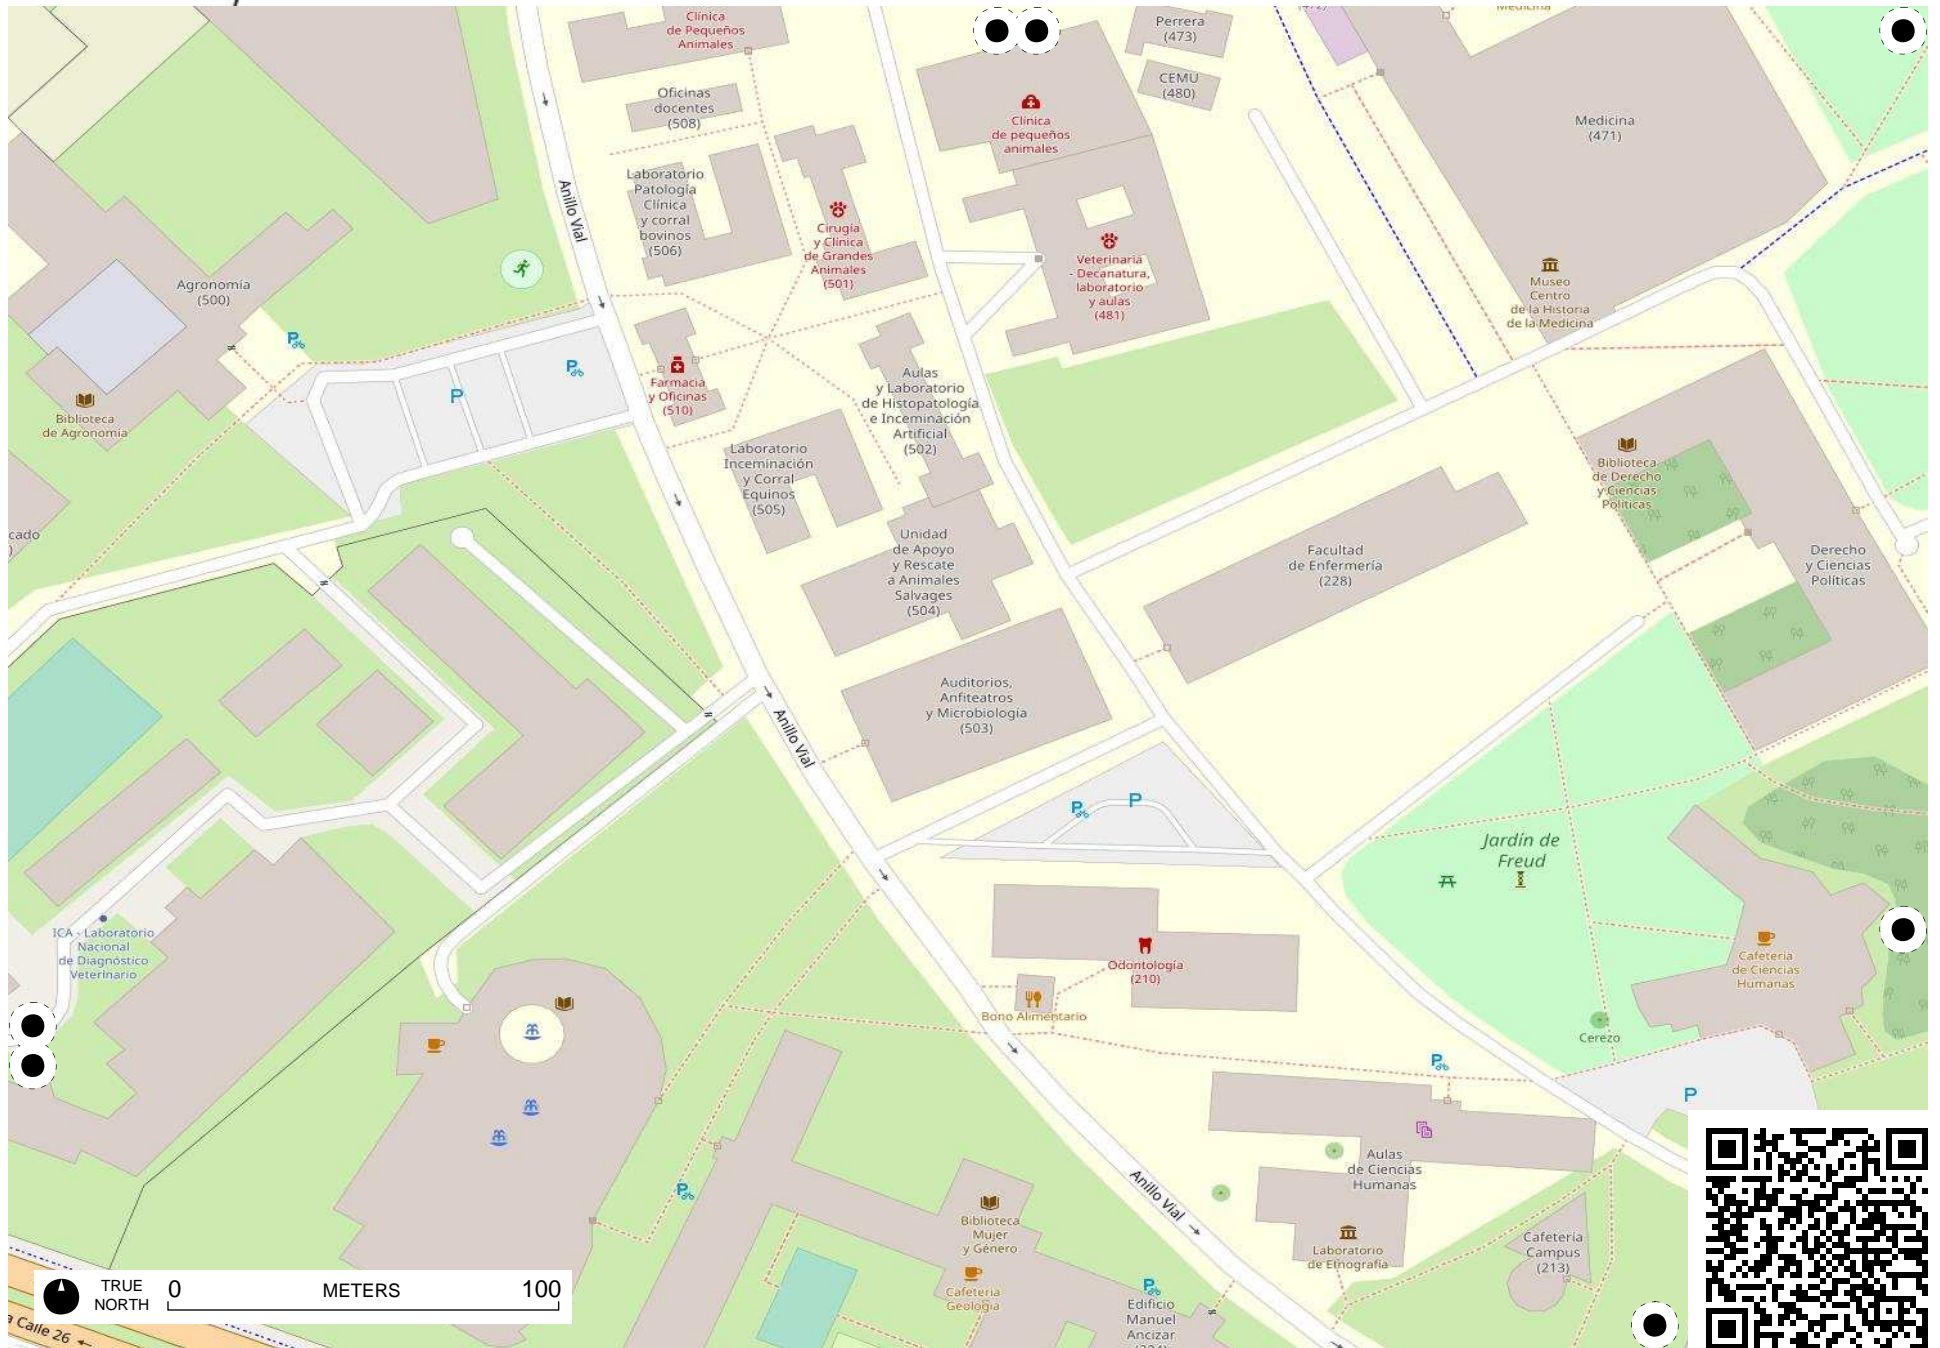 Clínica
de Pequeños
Animales
Perrera
(473)
CEMU
(480)
Oficinas
docentes
(508)
Clínica
de pequeños
animales
Medicina
(471)
Anillo Vial
Laboratorio
Patología
Clínica
y corral
bovinos
(506)
Cirugía
y Clínica
de Grandes
Animales
(501)
Veterinaria
- Decanatura,
laboratorio
y aulas
(481)
Museo
Centro
de la Historia
de la Medicina
Agronomía
(500)
Biblioteca
de Agronomía
P
P
P
Farmacia
y Oficinas
(510)
Aulas
y Laboratorio
de Histopatología
e Inceminación
Artificial
(502)
Laboratorio
Inceminación
y Corral
Equinos
(505)
Biblioteca
de Derecho
y Ciencias
Políticas
cado
)
Unidad
de Apoyo
y Rescate
a Animales
Salvages
(504)
Facultad
de Enfermería
(228)
Derecho
y Ciencias
Políticas
Auditorios,
Anfiteatros
y Microbiología
(503)
Anillo Vial
P
P
Jardín de
Freud
ICA - Laboratorio
Nacional
de Diagnóstico
Veterinario
Odontología
(210)
Bono Alimentario
Cafetería
de Ciencias
Humanas
Cerezo
P
P
Aulas
de Ciencias
Humanas
Anillo Vial
P
Biblioteca
Mujer
y Género
Laboratorio
de Etnografía
Cafetería
Campus
(213)
Cafetería
Geología
P
Edificio
Manuel
Ancizar
TRUE
NORTH
0 METERS 100
a Calle 26